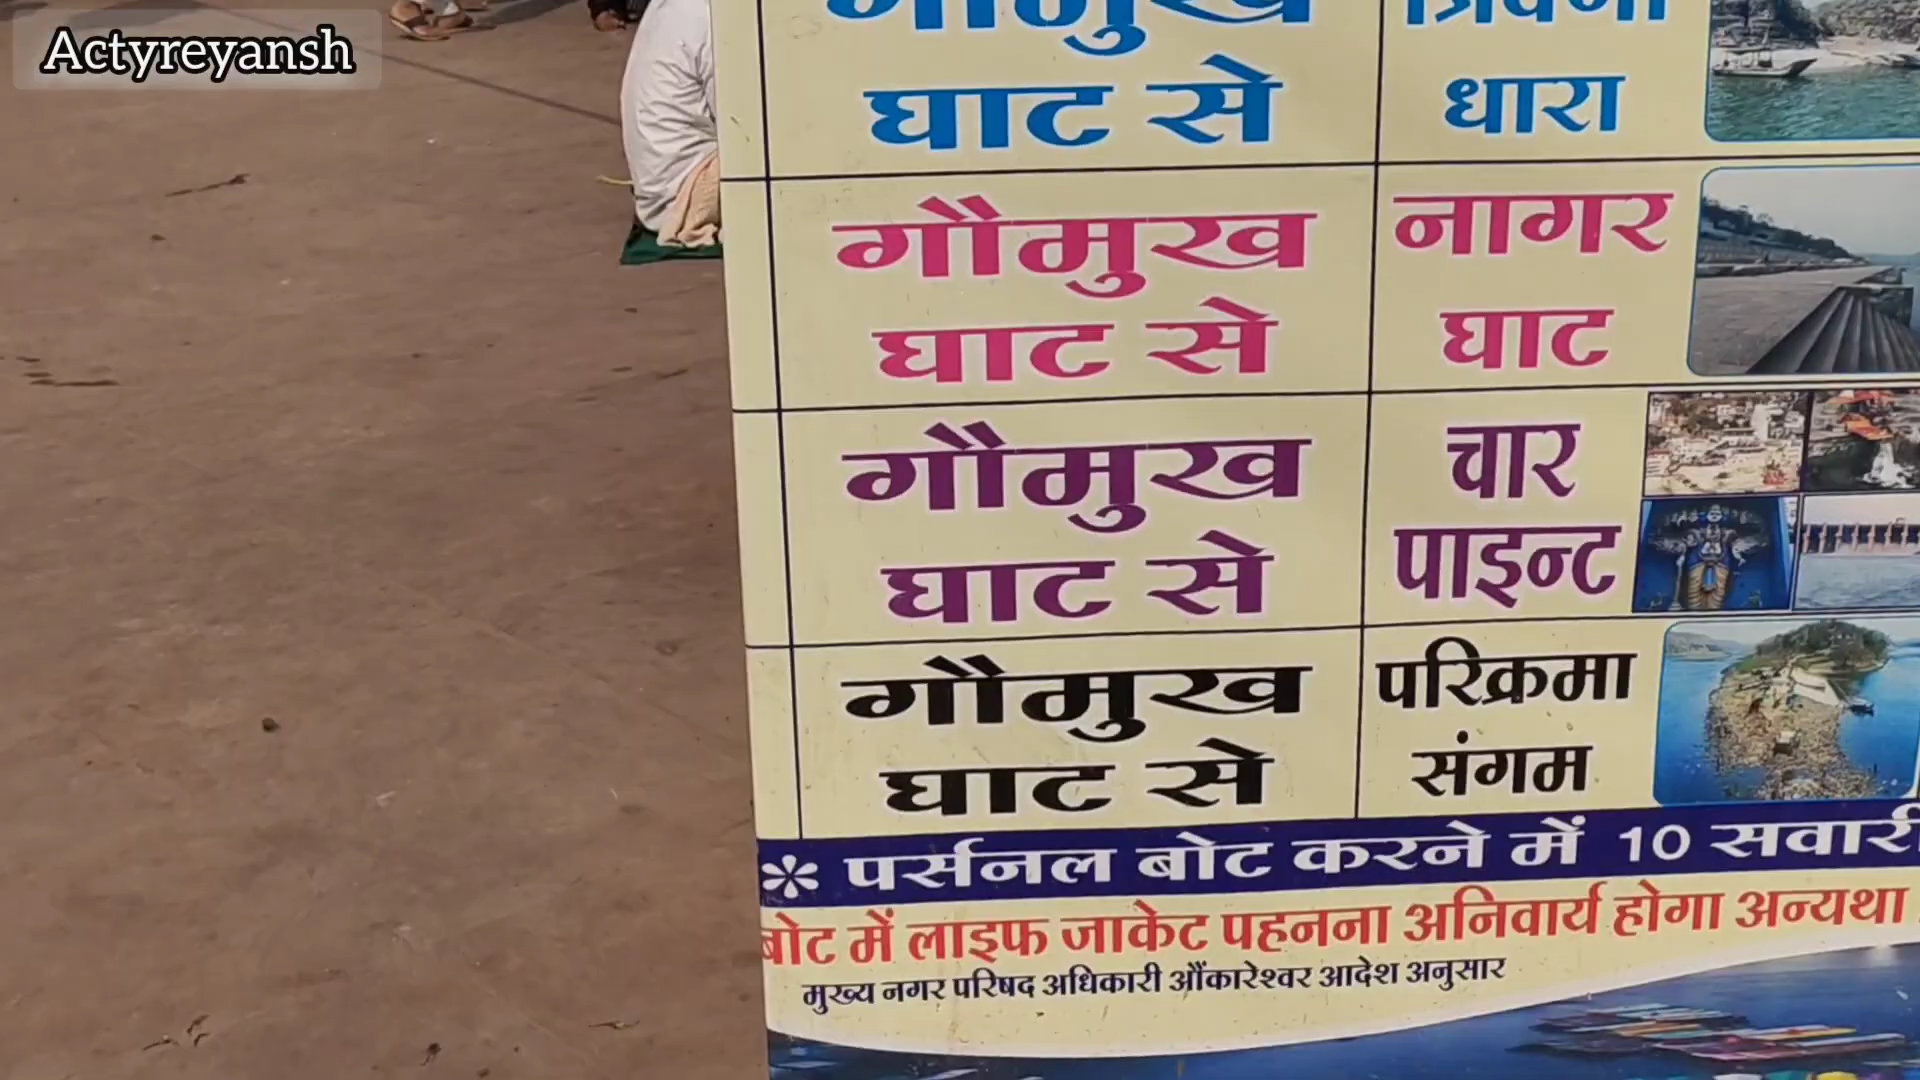 Actyreyansh
गौमुख
घाट से
धारा
गौमुख
घाट से
नागर
घाट
गौमुख
घाट से
चार
पाइन्ट
गौमुख
घाट से
परिक्रमा
संगम
* पर्सनल बोट करने में 10 सवारी
बोट में लाइफ जाकेट पहनना अनिवार्य होगा अन्यथा
मुख्य नगर परिषद अधिकारी ओंकारेश्वर आदेश अनुसार